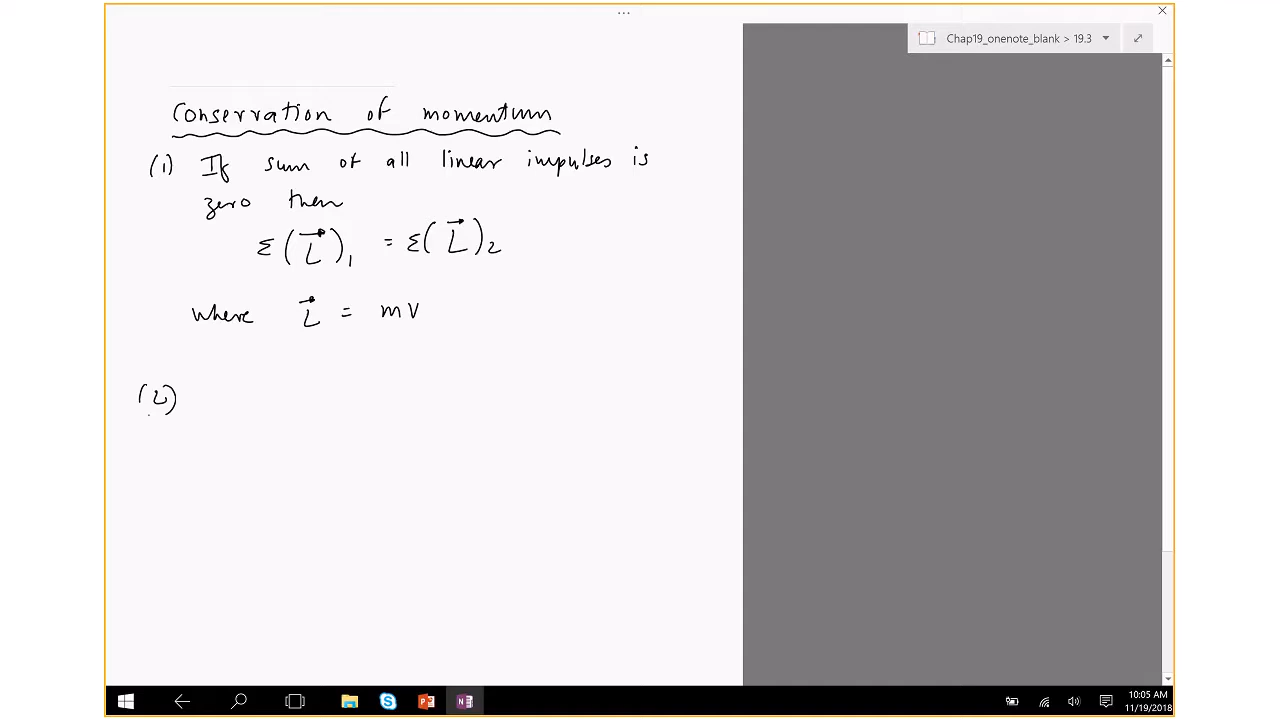 ...
Chap19_onenote_blank > 19.3
Conservation of momentum
(1) If sum of all linear impulses is
zero then
Σ(L⃗)₁ = Σ(L⃗)₂
where L⃗ = mV
(2)
10:05 AM
11/19/2018